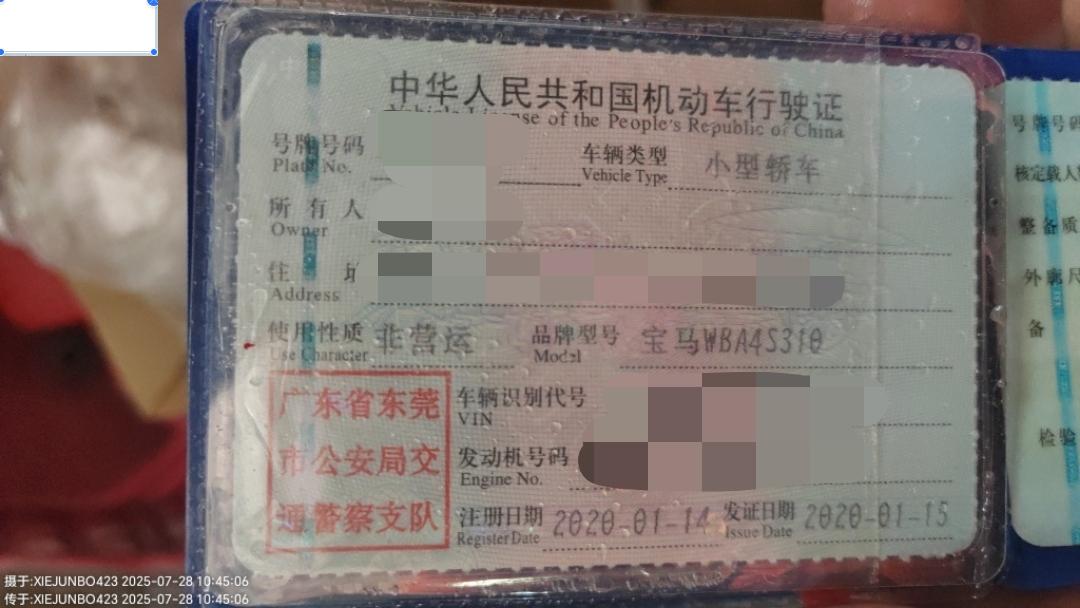 中华人民共和国机动车行驶证
License of the People's Republic of China
号牌号码
Plate No.
车辆类型 小型轿车
Vehicle Type
所有人
Owner
住 址
Address
使用性质 非营运 品牌型号 宝马WBA4S310
Use Character Model
广东省东莞
市公安局交
通警察支队
车辆识别代号
VIN
发动机号码
Engine No.
注册日期 2020-01-14 发证日期 2020-01-15
Register Date Issue Date
号牌号码
核定载人
整备质
外廓尺
备
检验
摄于:XIEJUNBO423 2025-07-28 10:45:06
传于:XIEJUNBO423 2025-07-28 10:45:06